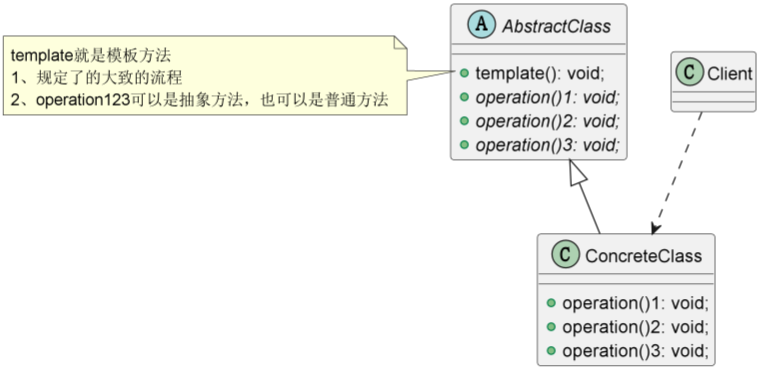 template就是模板方法
1、规定了的大致的流程
2、operation123可以是抽象方法，也可以是普通方法
A AbstractClass
template(): void;
operation()1: void;
operation()2: void;
operation()3: void;
C Client
C ConcreteClass
operation()1: void;
operation()2: void;
operation()3: void;